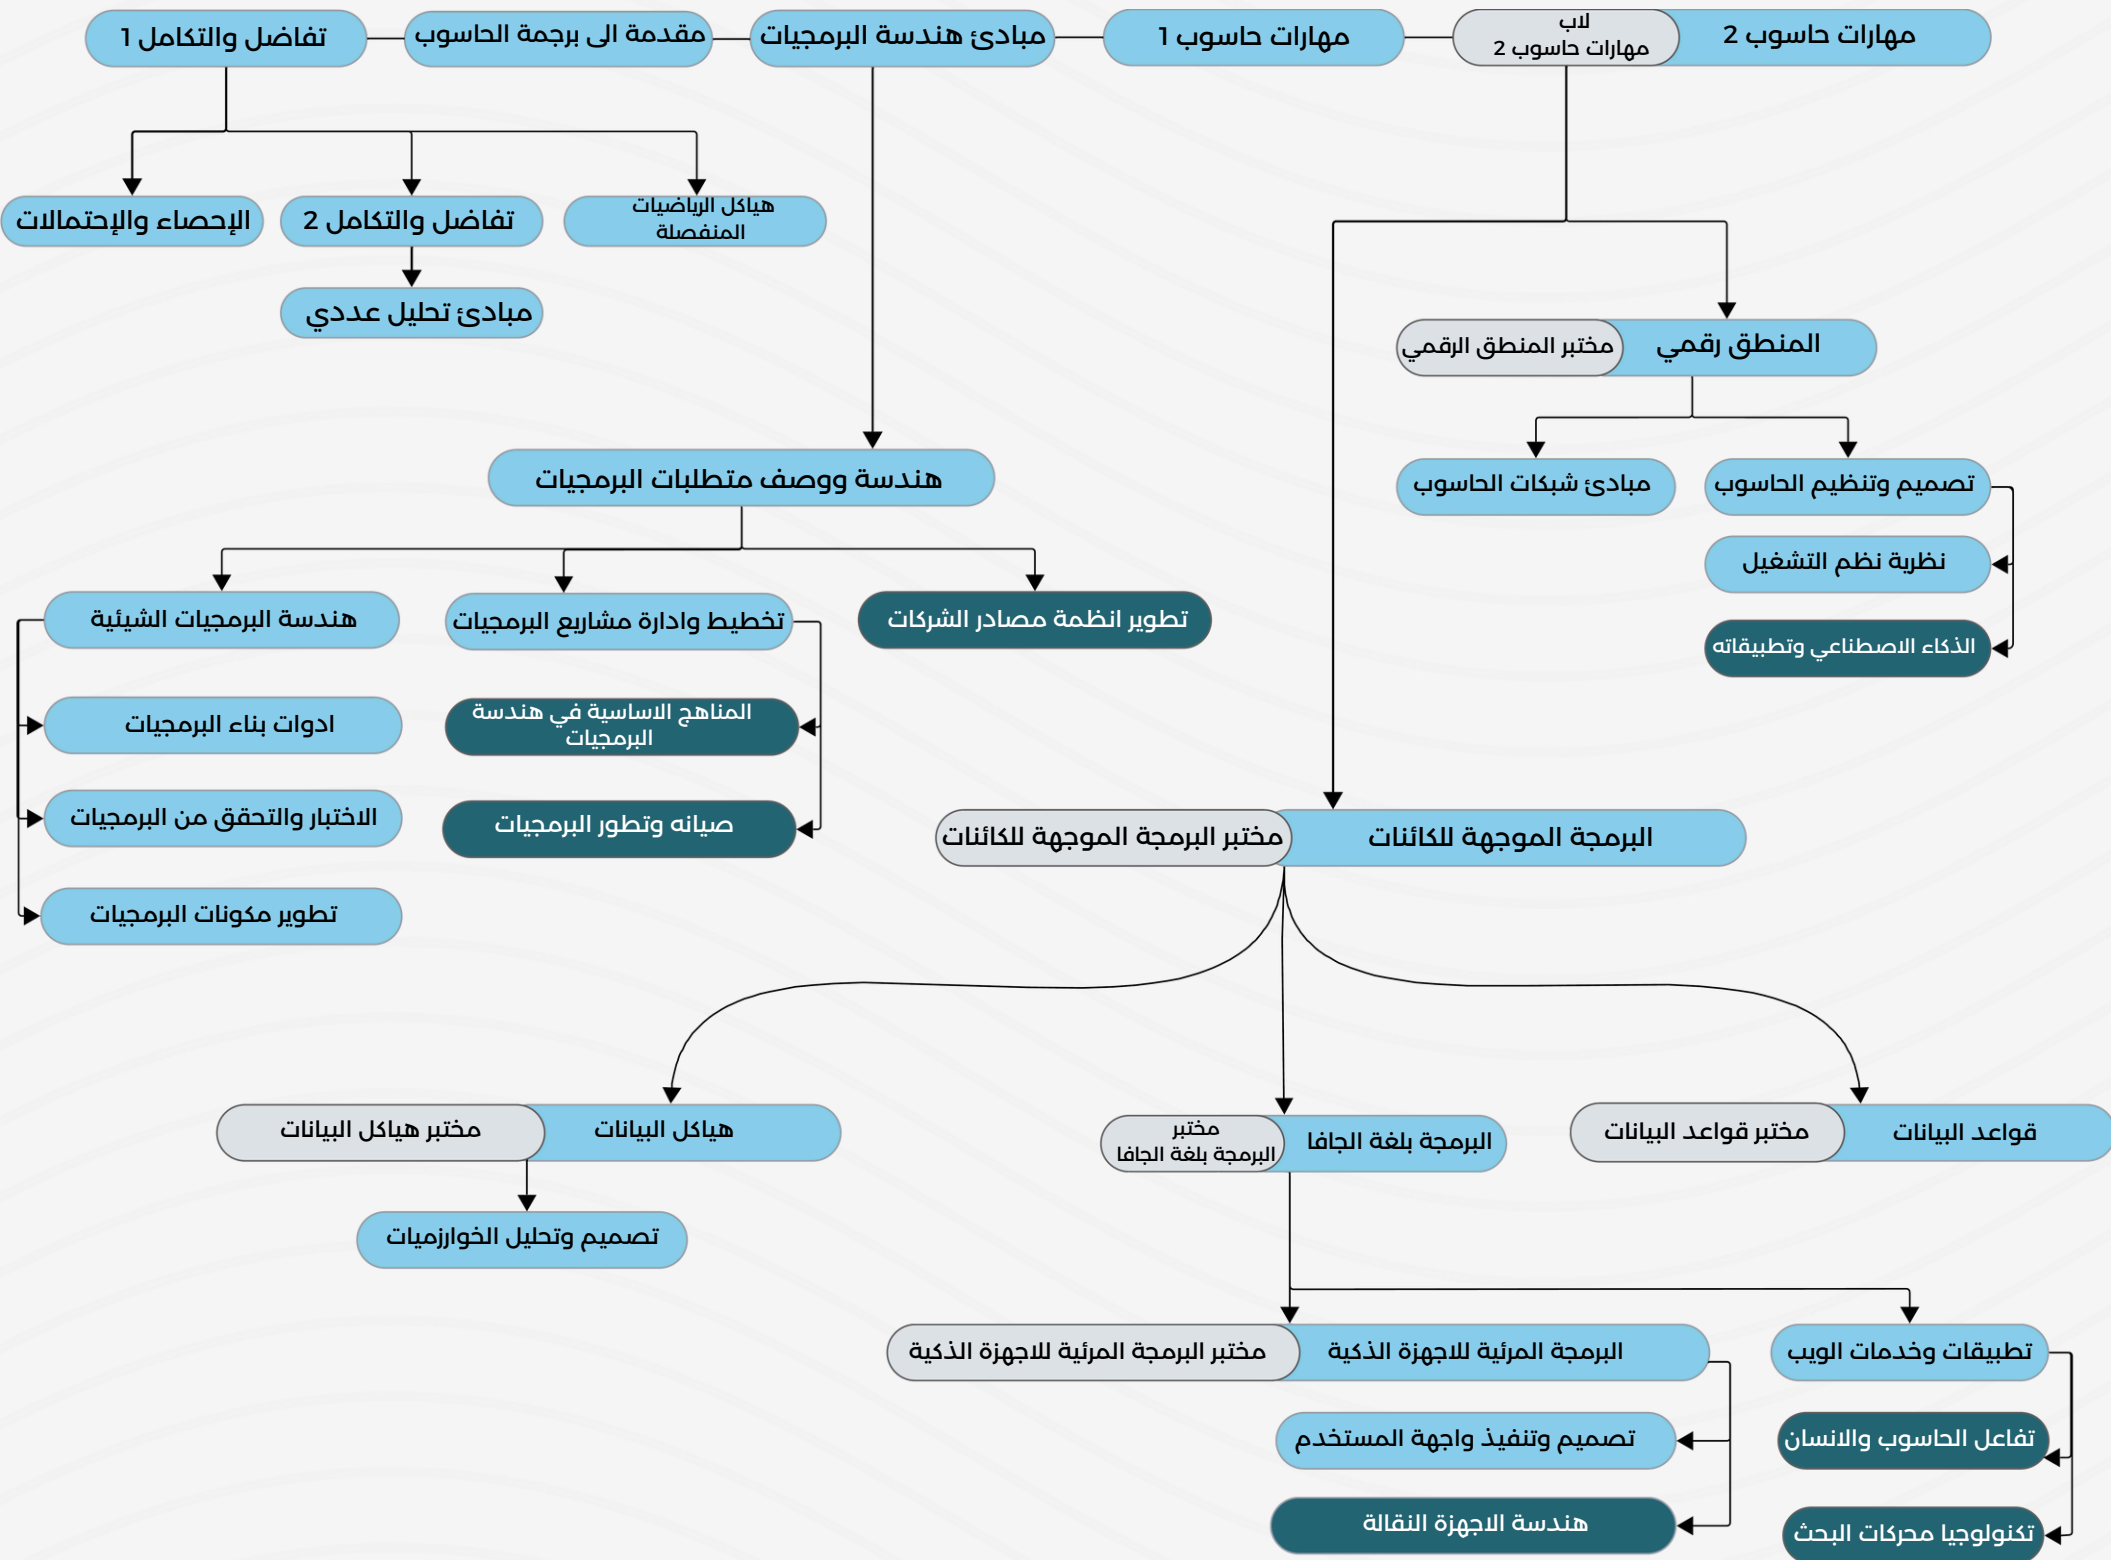 مهارات حاسوب 2
لاب
مهارات حاسوب 2
مهارات حاسوب 1
مبادئ هندسة البرمجيات
مقدمة الى برجمة الحاسوب
تفاضل والتكامل 1
هياكل الرياضيات
المنفصلة
تفاضل والتكامل 2
الإحصاء والإحتمالات
مبادئ تحليل عددي
المنطق رقمي
مختبر المنطق الرقمي
تصميم وتنظيم الحاسوب
مبادئ شبكات الحاسوب
نظرية نظم التشغيل
الذكاء الاصطناعي وتطبيقاته
هندسة ووصف متطلبات البرمجيات
تطوير انظمة مصادر الشركات
تخطيط وادارة مشاريع البرمجيات
هندسة البرمجيات الشيئية
المناهج الاساسية في هندسة
البرمجيات
ادوات بناء البرمجيات
صيانه وتطور البرمجيات
الاختبار والتحقق من البرمجيات
تطوير مكونات البرمجيات
البرمجة الموجهة للكائنات
مختبر البرمجة الموجهة للكائنات
قواعد البيانات
مختبر قواعد البيانات
البرمجة بلغة الجافا
مختبر
البرمجة بلغة الجافا
هياكل البيانات
مختبر هياكل البيانات
تصميم وتحليل الخوارزميات
تطبيقات وخدمات الويب
البرمجة المرئية للاجهزة الذكية
مختبر البرمجة المرئية للاجهزة الذكية
تفاعل الحاسوب والانسان
تصميم وتنفيذ واجهة المستخدم
تكنولوجيا محركات البحث
هندسة الاجهزة النقالة